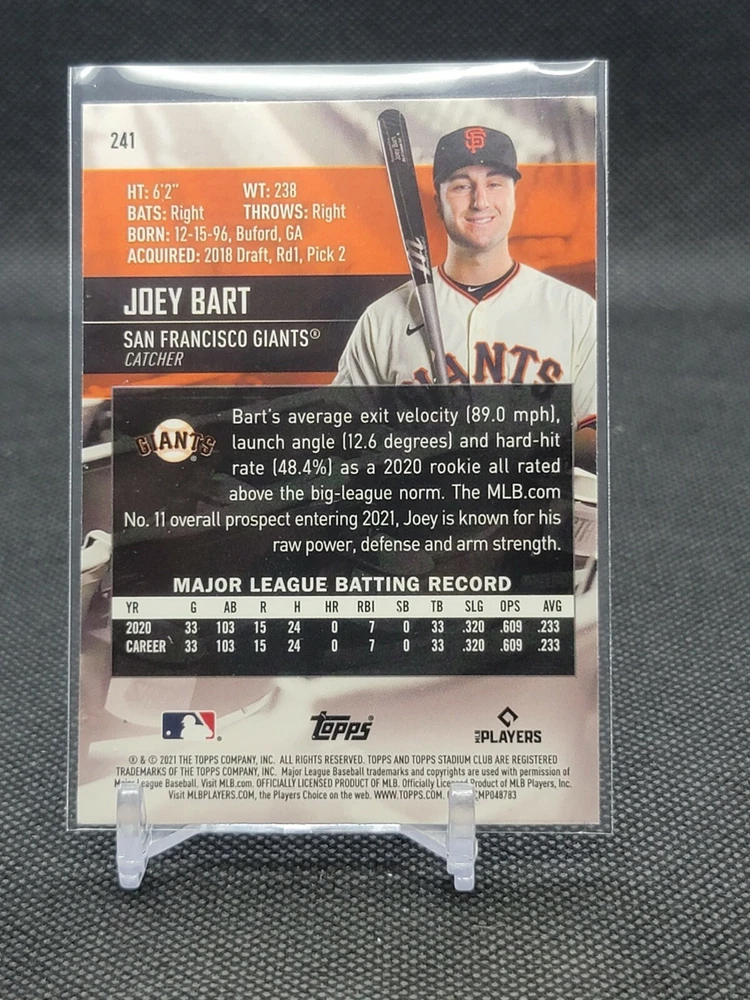 241
HT: 6'2" WT: 238
BATS: Right THROWS: Right
BORN: 12-15-96, Buford, GA
ACQUIRED: 2018 Draft, Rd1, Pick 2
JOEY BART
SAN FRANCISCO GIANTS®
CATCHER
SF
Joey Bart
GIANTS
GIANTS®
Bart's average exit velocity (89.0 mph),
launch angle (12.6 degrees) and hard-hit
rate (48.4%) as a 2020 rookie all rated
above the big-league norm. The MLB.com
No. 11 overall prospect entering 2021, Joey is known for his
raw power, defense and arm strength.
MAJOR LEAGUE BATTING RECORD
YR G AB R H HR RBI SB TB SLG OPS AVG
2020 33 103 15 24 0 7 0 33 .320 .609 .233
CAREER 33 103 15 24 0 7 0 33 .320 .609 .233
topps®
MLB PLAYERS
® & © 2021 THE TOPPS COMPANY, INC. ALL RIGHTS RESERVED. TOPPS AND TOPPS STADIUM CLUB ARE REGISTERED
TRADEMARKS OF THE TOPPS COMPANY, INC. Major League Baseball trademarks and copyrights are used with permission of
Major League Baseball. Visit MLB.com. OFFICIALLY LICENSED PRODUCT OF MLB. Officially Licensed Product of MLB Players, Inc.
Visit MLBPLAYERS.COM, the Players Choice on the web. WWW.TOPPS.COM. CMP048783